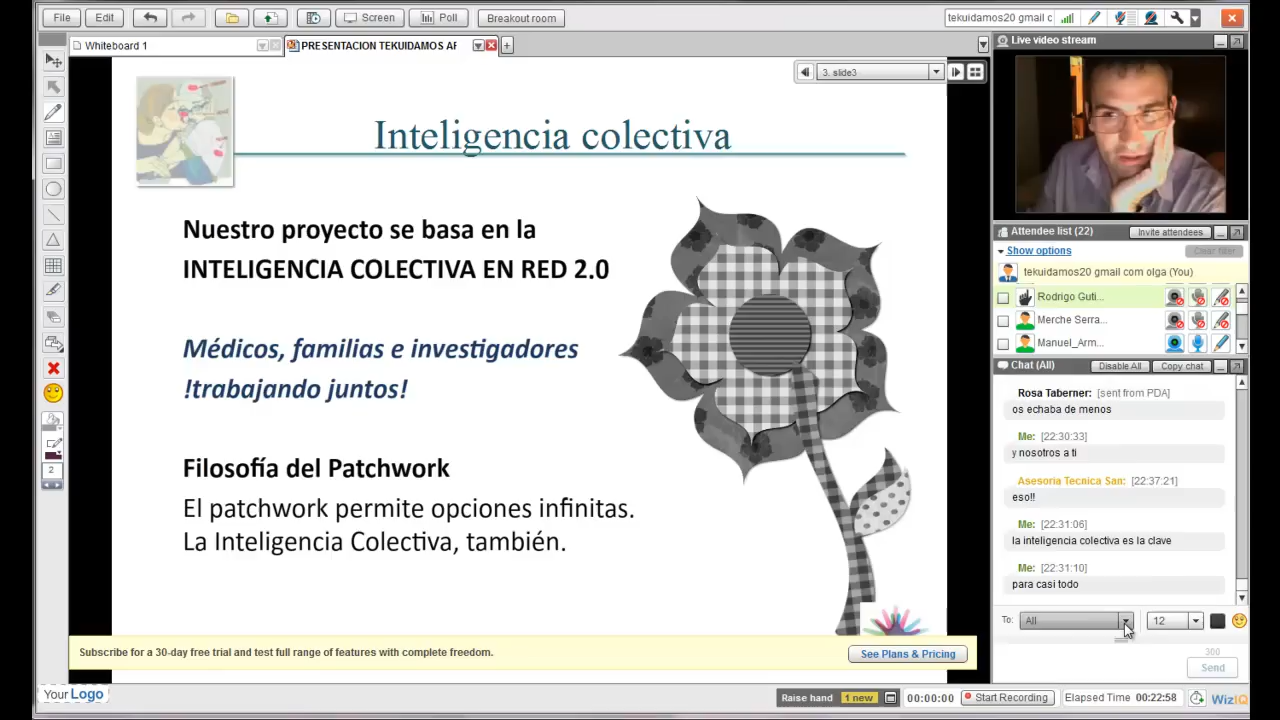 File Edit Screen Poll Breakout room tekuidamos20 gmail c
Whiteboard 1 PRESENTACION TEKUIDAMOS AF
Live video stream
3. slide3
Inteligencia colectiva
Nuestro proyecto se basa en la
INTELIGENCIA COLECTIVA EN RED 2.0
Médicos, familias e investigadores
!trabajando juntos!
Filosofía del Patchwork
El patchwork permite opciones infinitas.
La Inteligencia Colectiva, también.
Attendee list (22) Invite attendees
Show options Clear filter
tekuidamos20 gmail com olga (You)
Rodrigo Guti...
Merche Serra...
Manuel_Arm...
Chat (All) Disable All Copy chat
Rosa Taberner: [sent from PDA]
os echaba de menos
Me: [22:30:33]
y nosotros a ti
Asesoria Tecnica San: [22:37:21]
eso!!
Me: [22:31:06]
la inteligencia colectiva es la clave
Me: [22:31:10]
para casi todo
To: All 12
300
Send
2
Subscribe for a 30-day free trial and test full range of features with complete freedom. See Plans & Pricing
Your Logo Raise hand 1 new 00:00:00 Start Recording Elapsed Time 00:22:58 WizIQ